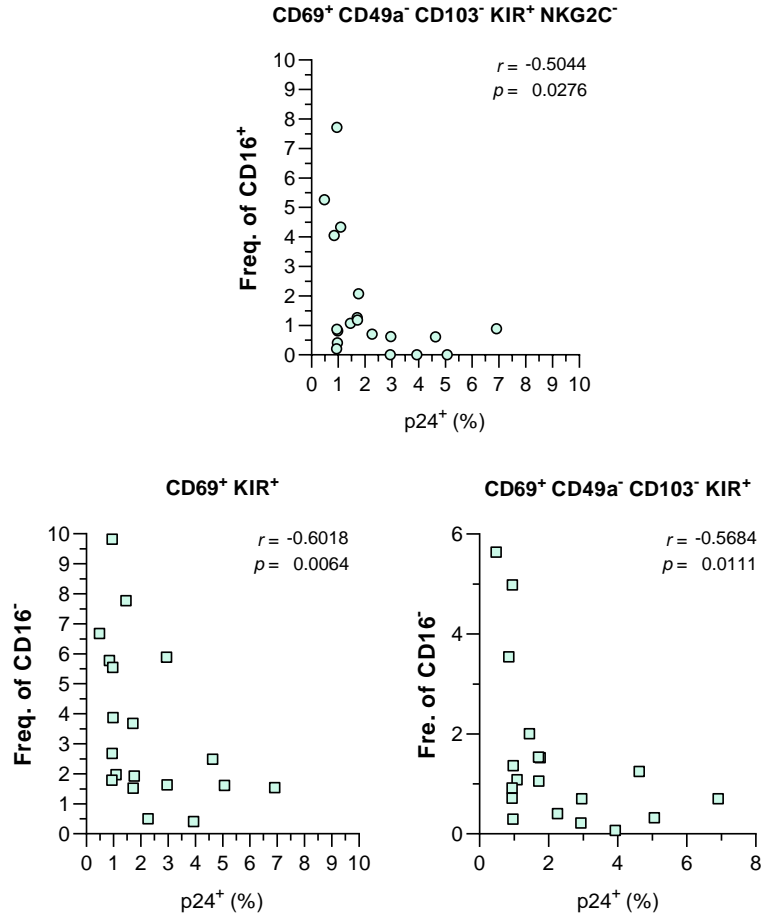 CD69⁺ CD49a⁻ CD103⁻ KIR⁺ NKG2C⁻
r = -0.5044
p = 0.0276
Freq. of CD16⁺
10
9
8
7
6
5
4
3
2
1
0
0 1 2 3 4 5 6 7 8 9 10
p24⁺ (%)
CD69⁺ KIR⁺
r = -0.6018
p = 0.0064
Freq. of CD16⁻
10
9
8
7
6
5
4
3
2
1
0
0 1 2 3 4 5 6 7 8 9 10
p24⁺ (%)
CD69⁺ CD49a⁻ CD103⁻ KIR⁺
r = -0.5684
p = 0.0111
Fre. of CD16⁻
6
4
2
0
0 2 4 6 8
p24⁺ (%)